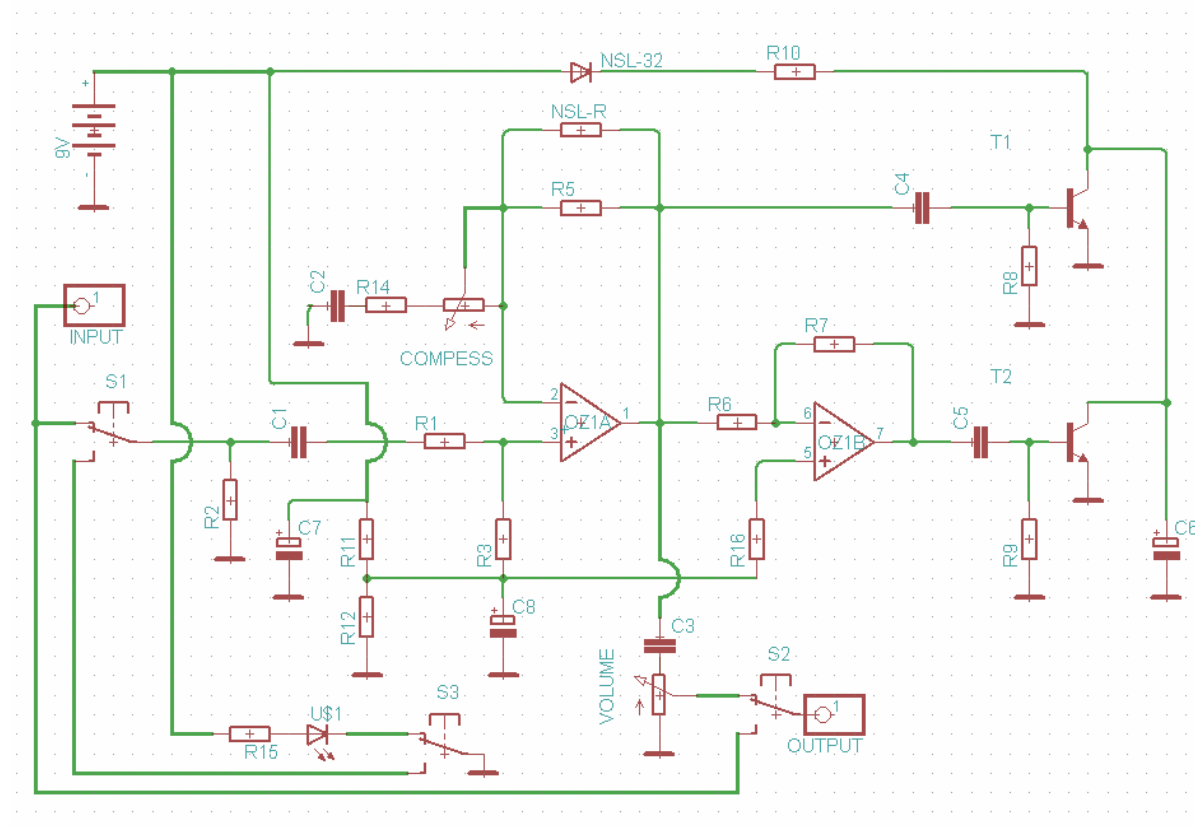 NSL-32
R10
+
9V
-
NSL-R
T1
R5
C4
C2
R14
R8
1
INPUT
COMPESS
R7
S1
C1
R1
2
OZ1A
1
3
R6
6
OZ1B
7
5
C5
T2
R2
+
C7
R11
R3
R16
R9
+
C6
R12
+
C8
C3
VOLUME
S2
1
OUTPUT
S3
U$1
R15